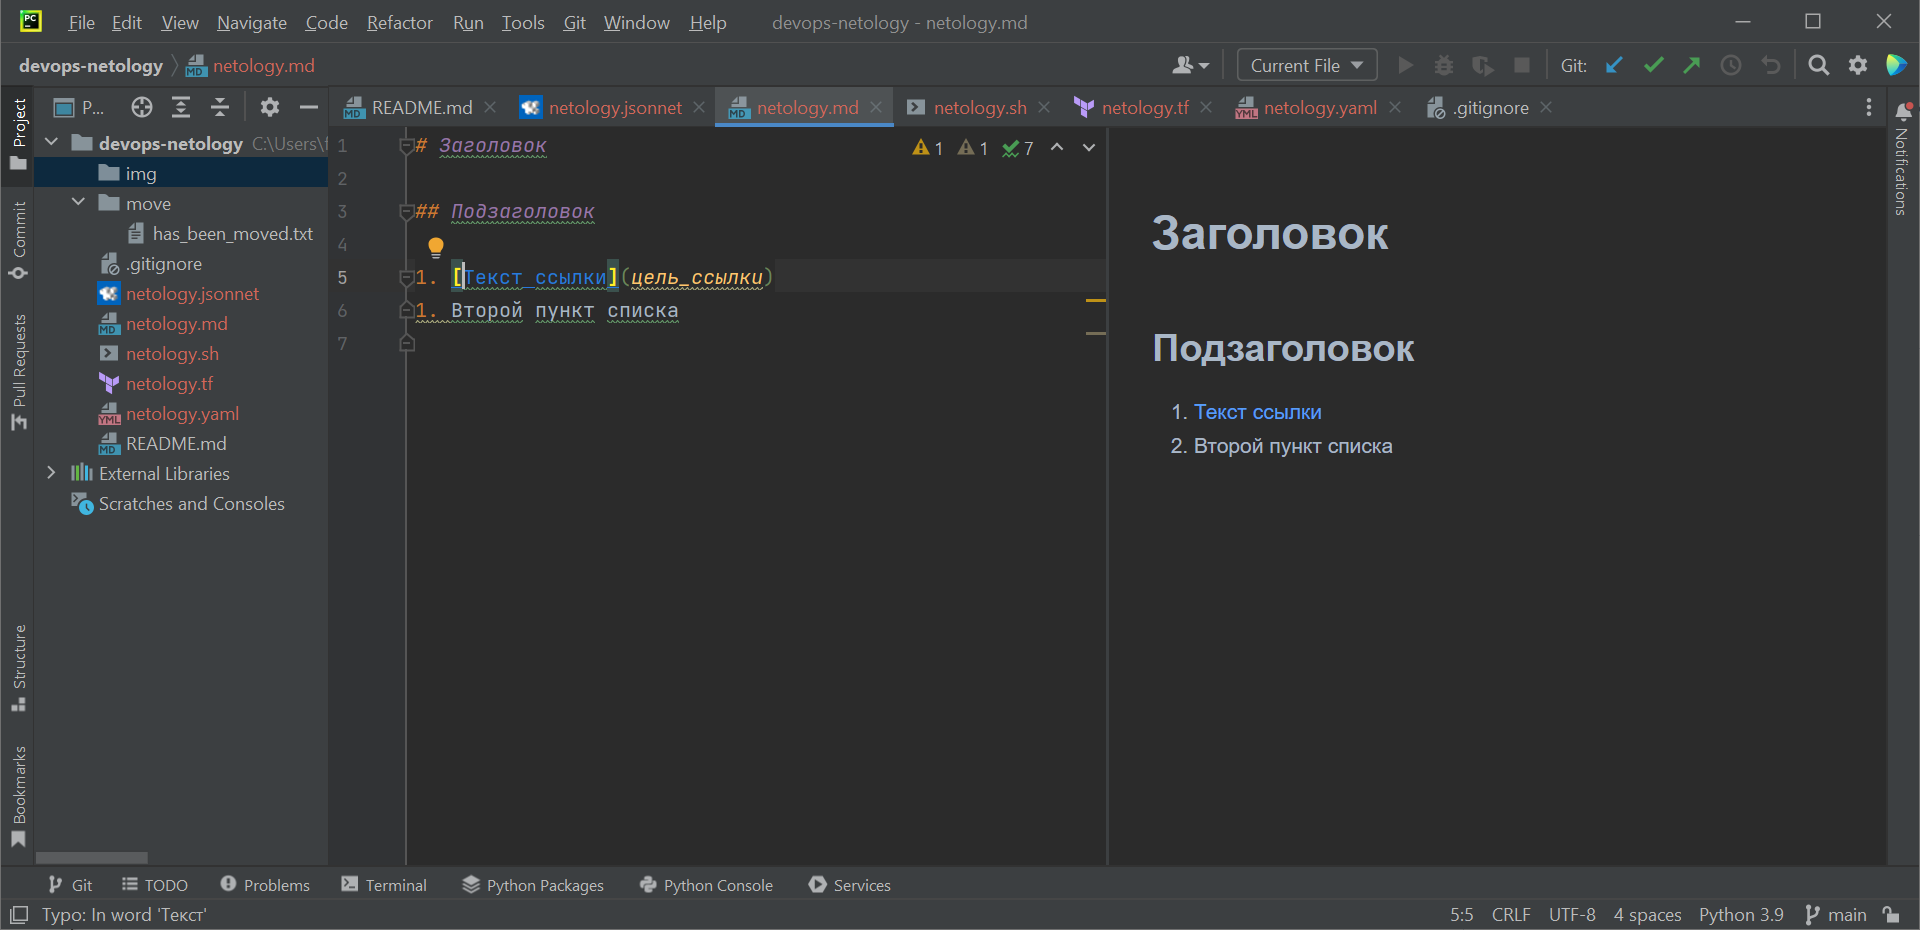 PC File Edit View Navigate Code Refactor Run Tools Git Window Help devops-netology - netology.md
devops-netology netology.md Current File Git:
Project P... README.md netology.jsonnet netology.md netology.sh netology.tf netology.yaml .gitignore
devops-netology C:\Users\f
img
move
has_been_moved.txt
.gitignore
netology.jsonnet
netology.md
netology.sh
netology.tf
netology.yaml
README.md
External Libraries
Scratches and Consoles
Commit
Pull Requests
Structure
Bookmarks
1 # Заголовок 1 1 7
2
3 ## Подзаголовок
4
5 1. [Текст ссылки](цель_ссылки)
6 1. Второй пункт списка
7
Заголовок
Подзаголовок
1. Текст ссылки
2. Второй пункт списка
Notifications
Git TODO Problems Terminal Python Packages Python Console Services
Typo: In word 'Текст' 5:5 CRLF UTF-8 4 spaces Python 3.9 main